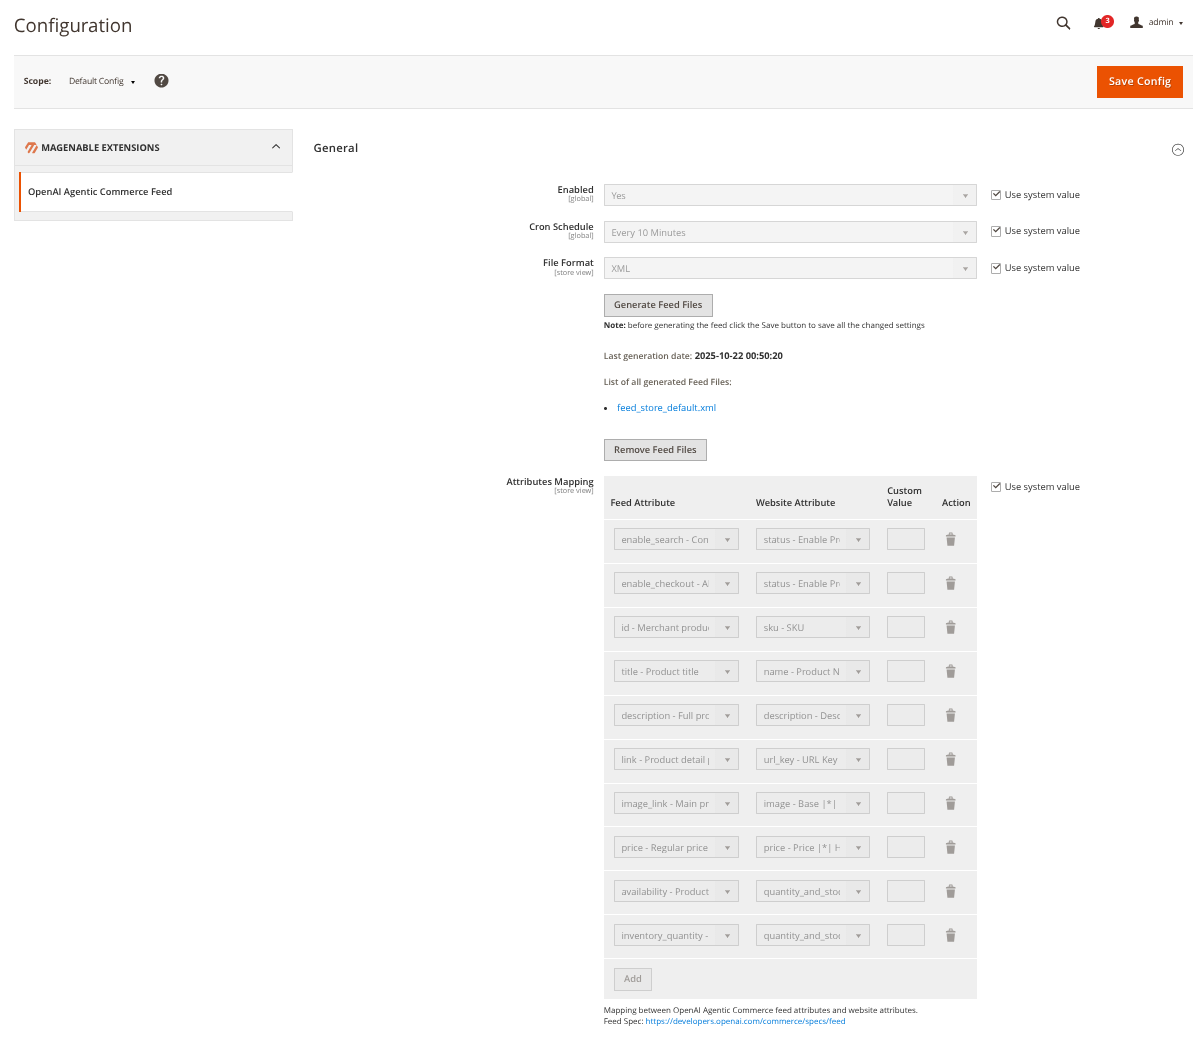 Configuration
3
admin
Scope: Default Config ?
Save Config
MAGENABLE EXTENSIONS
OpenAI Agentic Commerce Feed
General
Enabled
[global]
Yes
Use system value
Cron Schedule
[global]
Every 10 Minutes
Use system value
File Format
[store view]
XML
Use system value
Generate Feed Files
Note: before generating the feed click the Save button to save all the changed settings
Last generation date: 2025-10-22 00:50:20
List of all generated Feed Files:
feed_store_default.xml
Remove Feed Files
Attributes Mapping
[store view]
Use system value
Feed Attribute Website Attribute Custom Value Action
enable_search - Con status - Enable Pr
enable_checkout - A status - Enable Pr
id - Merchant produ sku - SKU
title - Product title name - Product N
description - Full prc description - Desc
link - Product detail url_key - URL Key
image_link - Main pr image - Base |*|
price - Regular price price - Price |*| H
availability - Product quantity_and_sto
inventory_quantity - quantity_and_sto
Add
Mapping between OpenAI Agentic Commerce feed attributes and website attributes.
Feed Spec: https://developers.openai.com/commerce/specs/feed